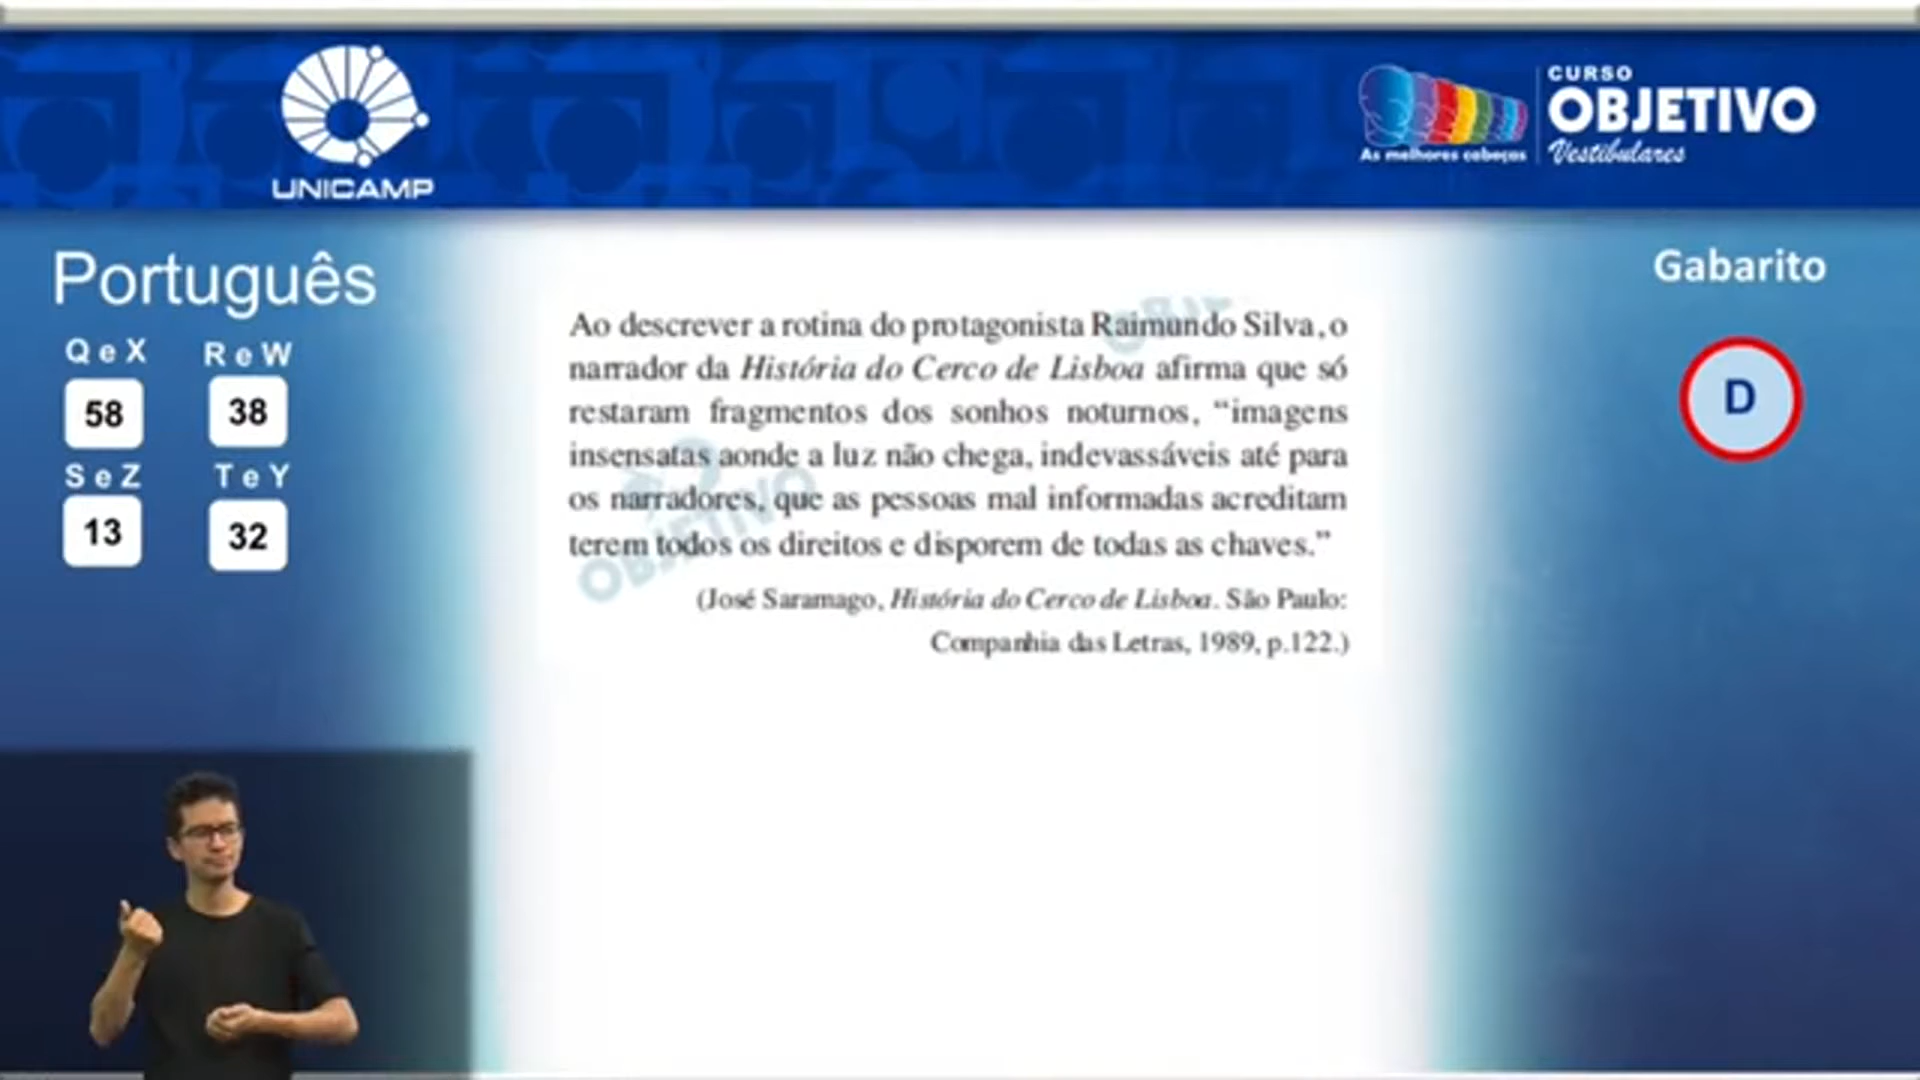 UNICAMP
As melhores cabeças
CURSO
OBJETIVO
Vestibulares
Português
Q e X
R e W
58
38
S e Z
T e Y
13
32
Ao descrever a rotina do protagonista Raimundo Silva, o
narrador da História do Cerco de Lisboa afirma que só
restaram fragmentos dos sonhos noturnos, “imagens
insensatas aonde a luz não chega, indevassáveis até para
os narradores, que as pessoas mal informadas acreditam
terem todos os direitos e disporem de todas as chaves.”
(José Saramago, História do Cerco de Lisboa. São Paulo:
Companhia das Letras, 1989, p.122.)
OBJETIVO
Gabarito
D